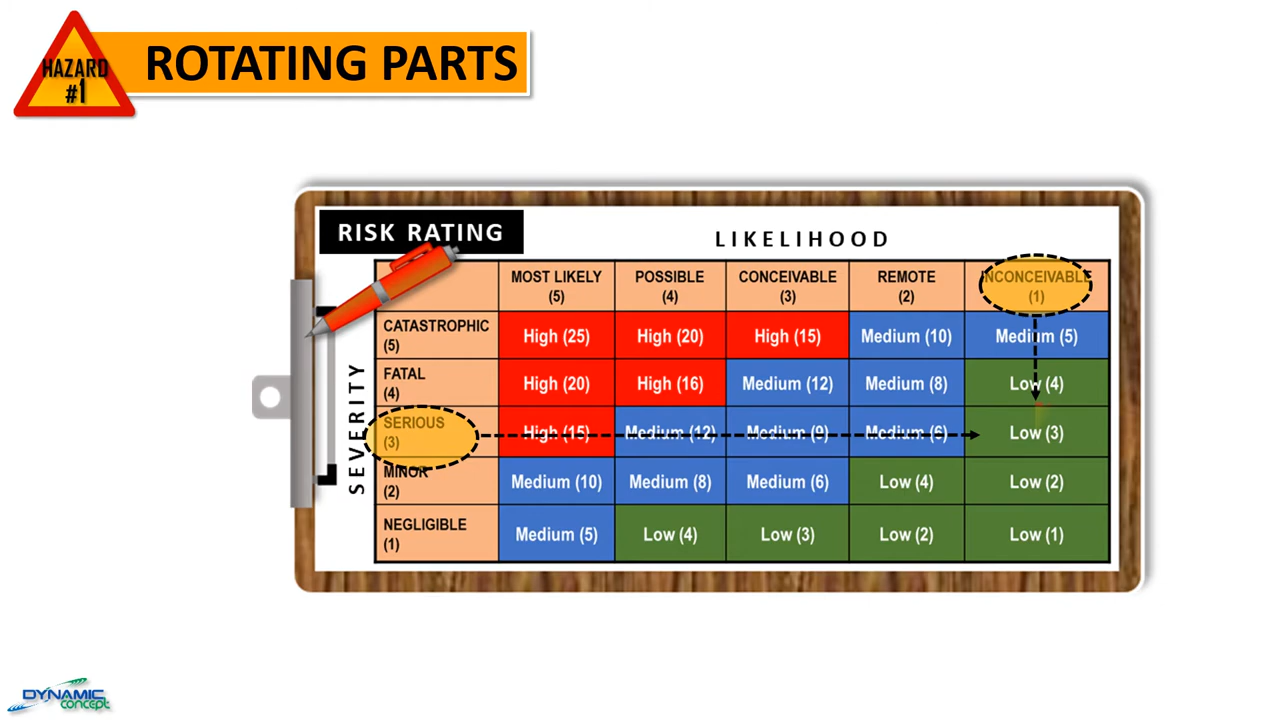 HAZARD
#1
ROTATING PARTS
RISK RATING
LIKELIHOOD
SEVERITY
MOST LIKELY
(5)
POSSIBLE
(4)
CONCEIVABLE
(3)
REMOTE
(2)
INCONCEIVABLE
(1)
CATASTROPHIC
(5)
High (25)
High (20)
High (15)
Medium (10)
Medium (5)
FATAL
(4)
High (20)
High (16)
Medium (12)
Medium (8)
Low (4)
SERIOUS
(3)
High (15)
Medium (12)
Medium (9)
Medium (6)
Low (3)
MINOR
(2)
Medium (10)
Medium (8)
Medium (6)
Low (4)
Low (2)
NEGLIGIBLE
(1)
Medium (5)
Low (4)
Low (3)
Low (2)
Low (1)
DYNAMIC
concept